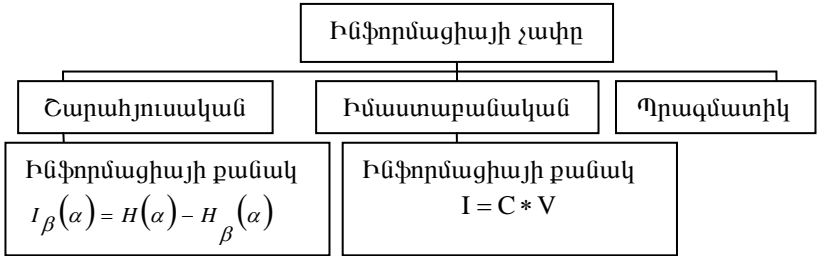 Ինֆորմացիայի չափը
Շարահյուսական
Իմաստաբանական
Պրագմատիկ
Ինֆորմացիայի քանակ
I_β(α) = H(α) − H_β(α)
Ինֆորմացիայի քանակ
I = C ∗ V